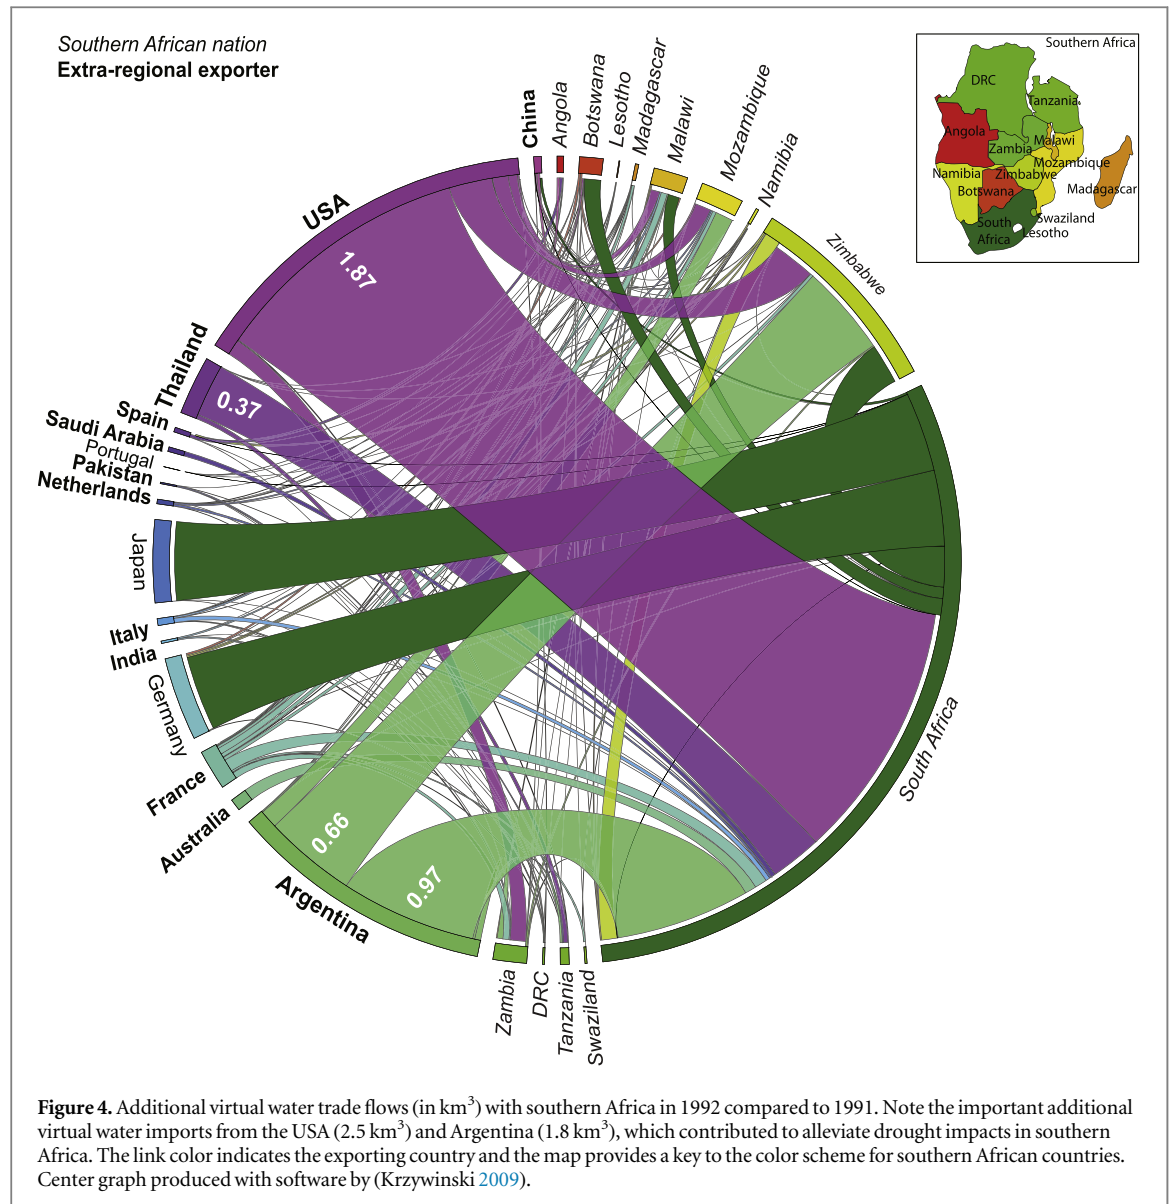 Southern African nation
Extra-regional exporter
China
Angola
Botswana
Lesotho
Madagascar
Malawi
Mozambique
Namibia
Zimbabwe
South Africa
Swaziland
Tanzania
DRC
Zambia
Argentina
Australia
France
Germany
India
Italy
Japan
Netherlands
Pakistan
Portugal
Saudi Arabia
Spain
Thailand
USA
1.87
0.37
0.66
0.97
Southern Africa
DRC
Tanzania
Angola
Malawi
Zambia
Mozambique
Namibia
Zimbabwe
Botswana
Madagascar
Swaziland
South
Africa
Lesotho
Figure 4. Additional virtual water trade flows (in km³) with southern Africa in 1992 compared to 1991. Note the important additional
virtual water imports from the USA (2.5 km³) and Argentina (1.8 km³), which contributed to alleviate drought impacts in southern
Africa. The link color indicates the exporting country and the map provides a key to the color scheme for southern African countries.
Center graph produced with software by (Krzywinski 2009).